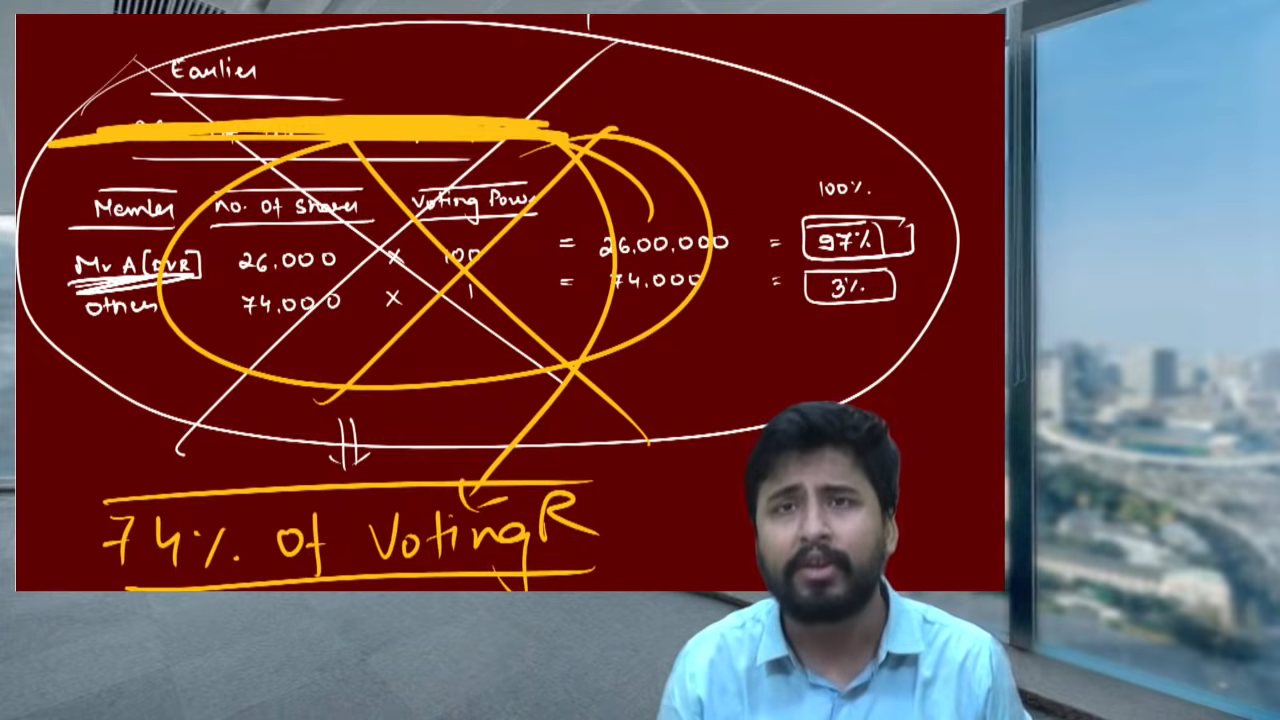 Earlier
Member No. Of Shares Voting Power
100%.
Mr A [DVR] 26,000 x 100 = 26,00,000 = 97%
Others 74,000 x 1 = 74,000 = 3%.
74% of Voting R